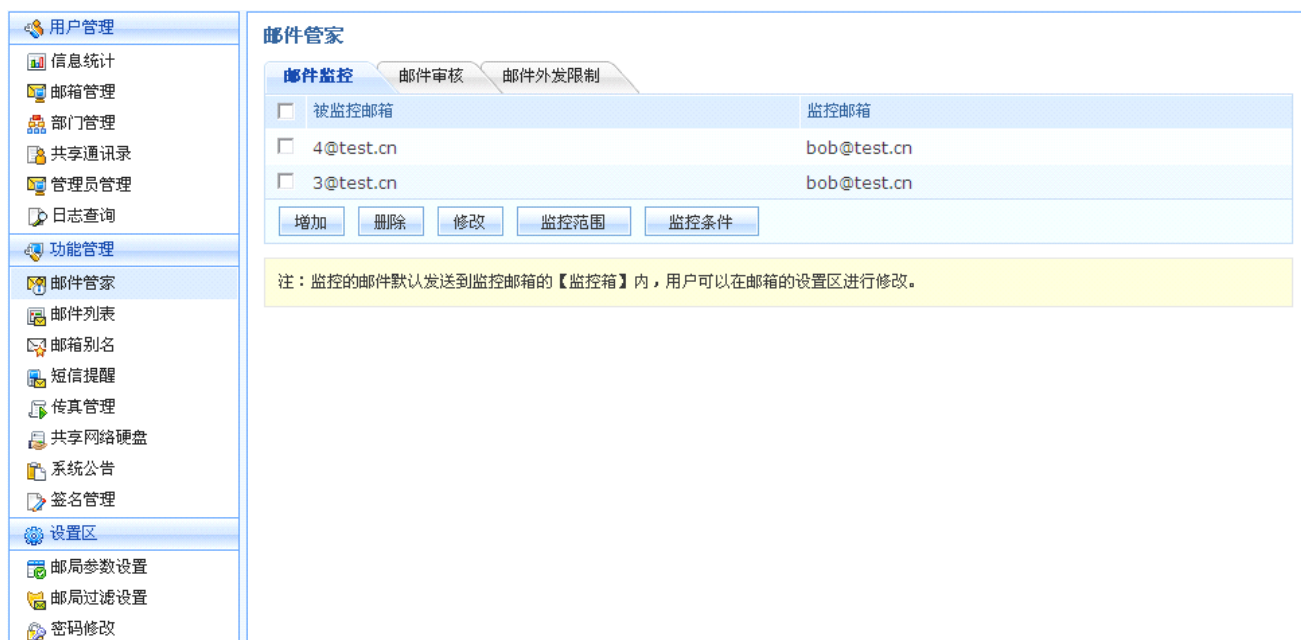 用户管理
信息统计
邮箱管理
部门管理
共享通讯录
管理员管理
日志查询
功能管理
邮件管家
邮件列表
邮箱别名
短信提醒
传真管理
共享网络硬盘
系统公告
签名管理
设置区
邮局参数设置
邮局过滤设置
密码修改
邮件管家
邮件监控 邮件审核 邮件外发限制
被监控邮箱 监控邮箱
4@test.cn bob@test.cn
3@test.cn bob@test.cn
增加 删除 修改 监控范围 监控条件
注：监控的邮件默认发送到监控邮箱的【监控箱】内，用户可以在邮箱的设置区进行修改。